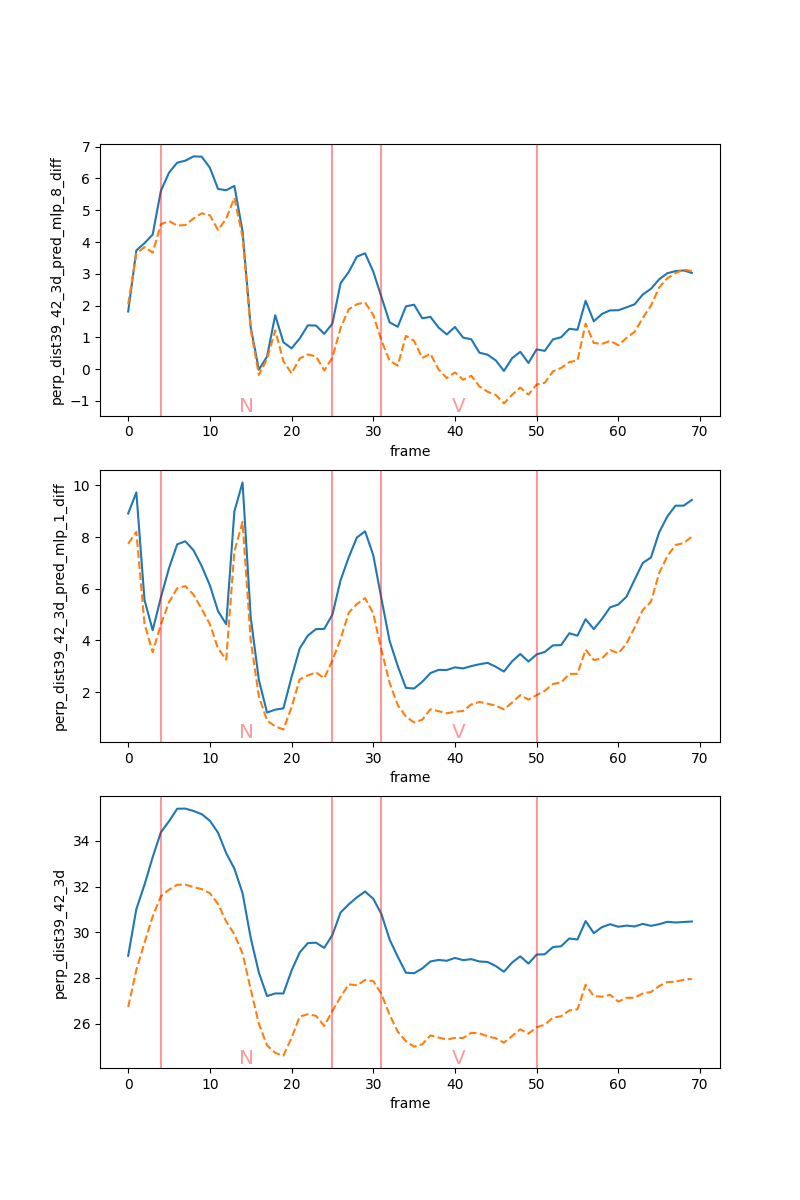 perp_dist39_42_3d_pred_mlp_8_diff
7
6
5
4
3
2
1
0
−1
N
V
0 10 20 30 40 50 60 70
frame
perp_dist39_42_3d_pred_mlp_1_diff
10
8
6
4
2
N
V
0 10 20 30 40 50 60 70
frame
perp_dist39_42_3d
34
32
30
28
26
N
V
0 10 20 30 40 50 60 70
frame